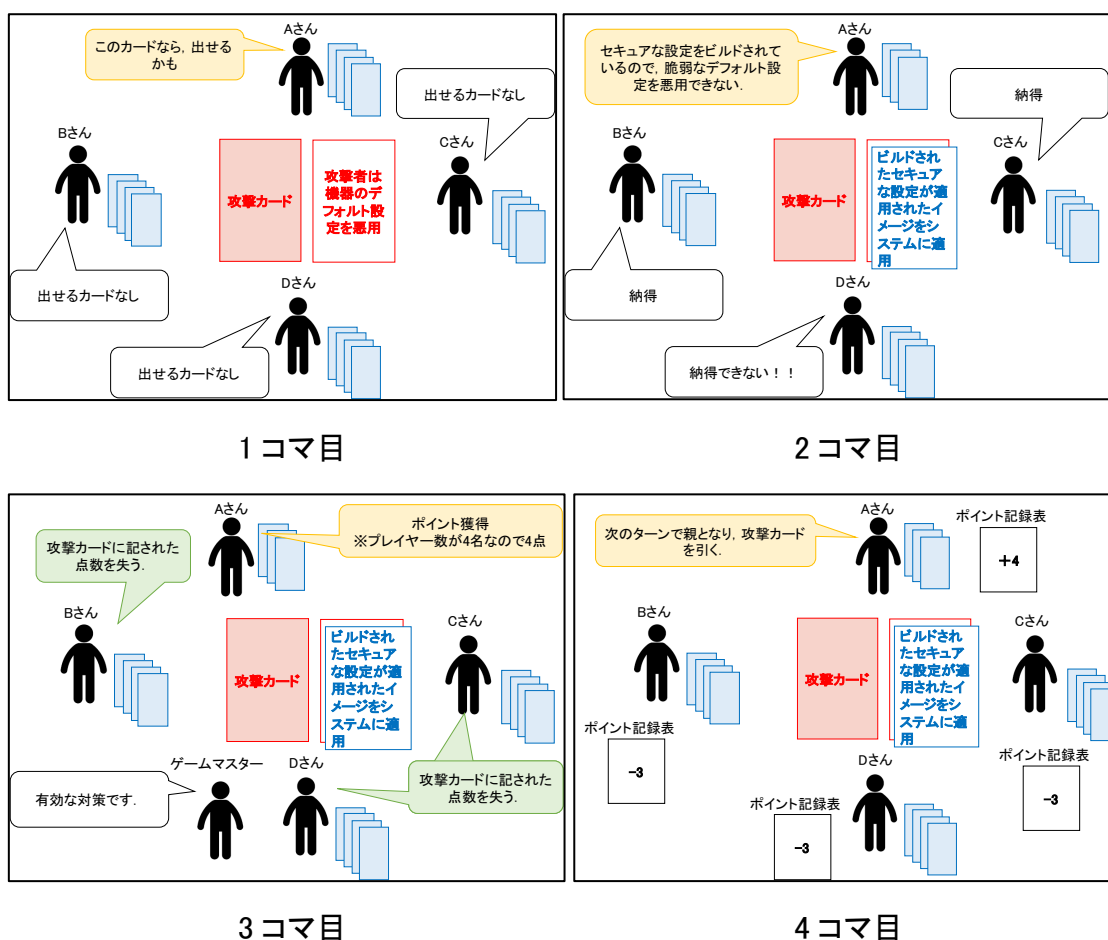 Aさん
このカードなら, 出せる
かも
出せるカードなし
Bさん
Cさん
攻撃カード
攻撃者は
機器のデ
フォルト設
定を悪用
出せるカードなし
Dさん
出せるカードなし
1コマ目
Aさん
セキュアな設定をビルドされて
いるので, 脆弱なデフォルト設
定を悪用できない.
納得
Bさん
Cさん
攻撃カード
ビルドされ
たセキュア
な設定が適
用されたイ
メージをシ
ステムに適
用
納得
Dさん
納得できない！！
2コマ目
Aさん
ポイント獲得
※プレイヤー数が4名なので4点
攻撃カードに記された
点数を失う.
Bさん
Cさん
攻撃カード
ビルドされ
たセキュア
な設定が適
用されたイ
メージをシ
ステムに適
用
ゲームマスター
Dさん
有効な対策です.
攻撃カードに記された
点数を失う.
3コマ目
Aさん
次のターンで親となり, 攻撃カード
を引く.
ポイント記録表
+4
Bさん
Cさん
攻撃カード
ビルドされ
たセキュア
な設定が適
用されたイ
メージをシ
ステムに適
用
ポイント記録表
-3
Dさん
ポイント記録表
-3
ポイント記録表
-3
4コマ目